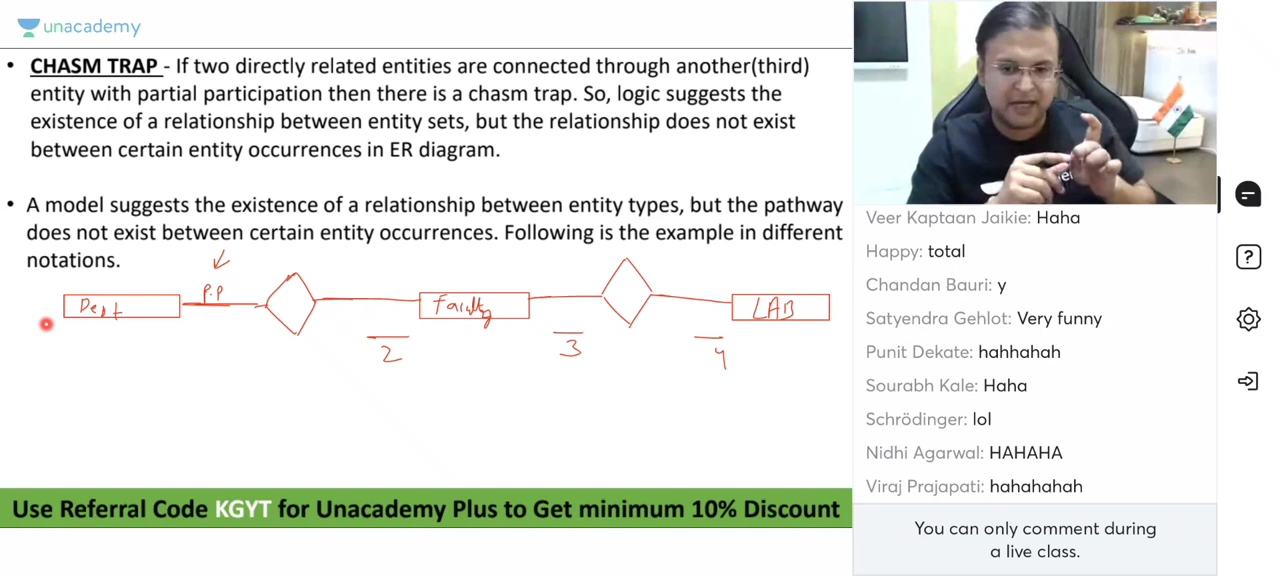 unacademy
• CHASM TRAP - If two directly related entities are connected through another(third)
entity with partial participation then there is a chasm trap. So, logic suggests the
existence of a relationship between entity sets, but the relationship does not exist
between certain entity occurrences in ER diagram.
• A model suggests the existence of a relationship between entity types, but the pathway
does not exist between certain entity occurrences. Following is the example in different
notations.
P.P
Dept
Faculty
LAB
2
3
4
Use Referral Code KGYT for Unacademy Plus to Get minimum 10% Discount
Veer Kaptaan Jaikie: Haha
Happy: total
Chandan Bauri: y
Satyendra Gehlot: Very funny
Punit Dekate: hahhahah
Sourabh Kale: Haha
Schrödinger: lol
Nidhi Agarwal: HAHAHA
Viraj Prajapati: hahahahah
You can only comment during
a live class.
?